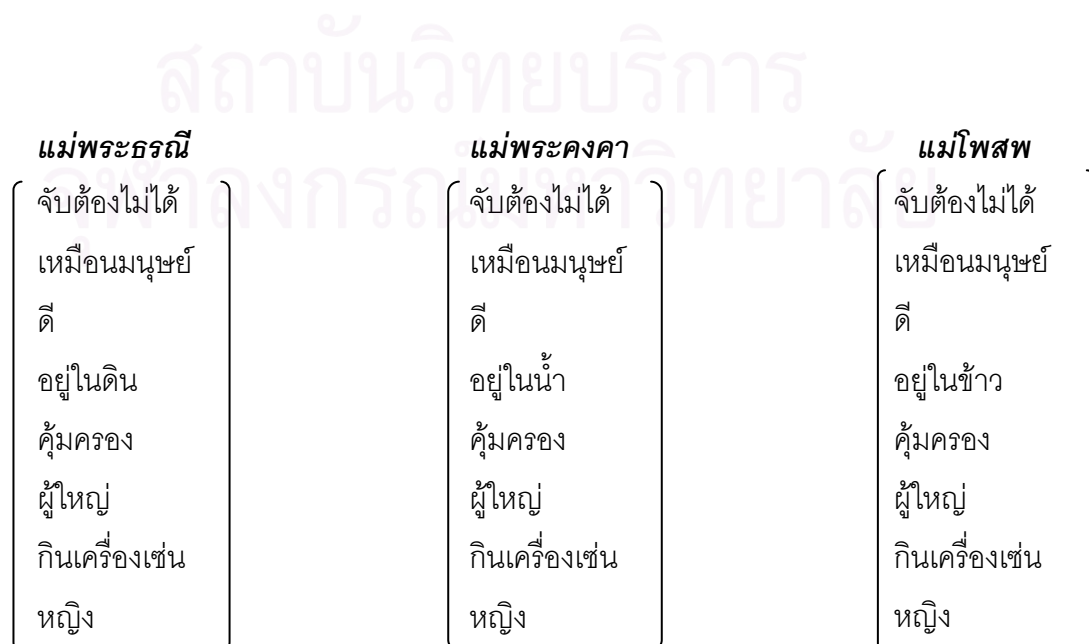 สถาบันวิทยบริการ
จุฬาลงกรณ์มหาวิทยาลัย
แม่พระธรณี แม่พระคงคา แม่โพสพ
จับต้องไม่ได้ จับต้องไม่ได้ จับต้องไม่ได้
เหมือนมนุษย์ เหมือนมนุษย์ เหมือนมนุษย์
ดี ดี ดี
อยู่ในดิน อยู่ในน้ำ อยู่ในข้าว
คุ้มครอง คุ้มครอง คุ้มครอง
ผู้ใหญ่ ผู้ใหญ่ ผู้ใหญ่
กินเครื่องเซ่น กินเครื่องเซ่น กินเครื่องเซ่น
หญิง หญิง หญิง